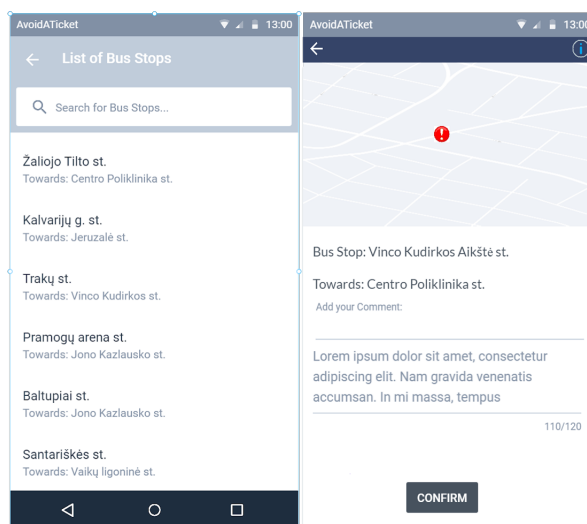 AvoidATicket
13:00
List of Bus Stops
Search for Bus Stops...
Žaliojo Tilto st.
Towards: Centro Poliklinika st.
Kalvarijų g. st.
Towards: Jeruzalė st.
Trakų st.
Towards: Vinco Kudirkos st.
Pramogų arena st.
Towards: Jono Kazlausko st.
Baltupiai st.
Towards: Jono Kazlausko st.
Santariškės st.
Towards: Vaikų ligoninė st.
AvoidATicket
13:00
Bus Stop: Vinco Kudirkos Aikštė st.
Towards: Centro Poliklinika st.
Add your Comment:
Lorem ipsum dolor sit amet, consectetur
adipiscing elit. Nam gravida venenatis
accumsan. In mi massa, tempus
110/120
CONFIRM